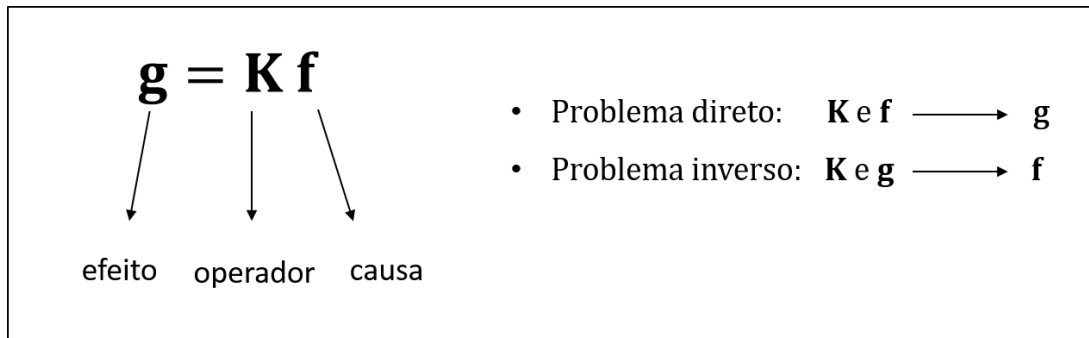 g = K f
efeito operador causa
• Problema direto: K e f ⟶ g
• Problema inverso: K e g ⟶ f